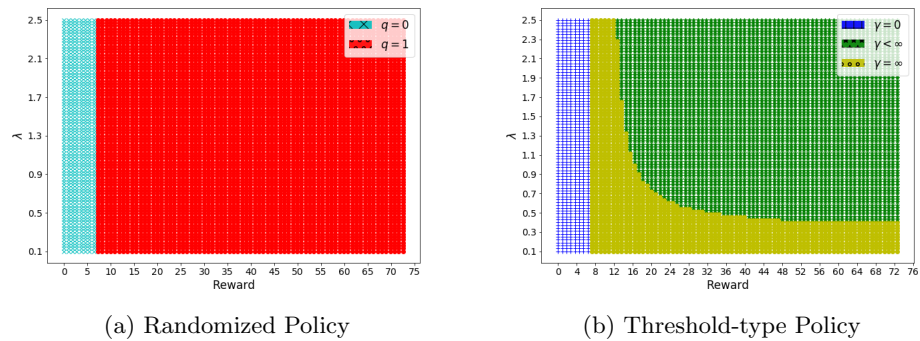 2.5
2.1
1.7
1.3
0.9
0.5
0.1
λ
q = 0
q = 1
0 5 10 15 20 25 30 35 40 45 50 55 60 65 70 75
Reward
(a) Randomized Policy
2.5
2.3
2.1
1.9
1.7
1.5
1.3
1.1
0.9
0.7
0.5
0.3
0.1
λ
γ = 0
γ < ∞
γ = ∞
0 4 8 12 16 20 24 28 32 36 40 44 48 52 56 60 64 68 72 76
Reward
(b) Threshold-type Policy